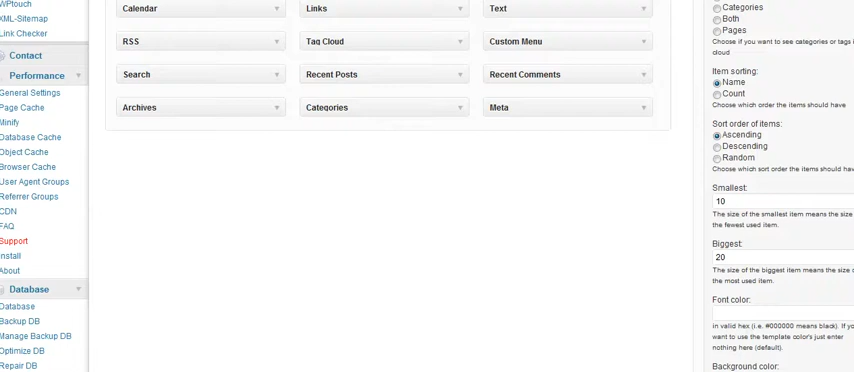 WPtouch
XML-Sitemap
Link Checker
Contact
Performance
General Settings
Page Cache
Minify
Database Cache
Object Cache
Browser Cache
User Agent Groups
Referrer Groups
CDN
FAQ
Support
Install
About
Database
Database
Backup DB
Manage Backup DB
Optimize DB
Repair DB
Calendar
Links
Text
RSS
Tag Cloud
Custom Menu
Search
Recent Posts
Recent Comments
Archives
Categories
Meta
Categories
Both
Pages
Choose if you want to see categories or tags i
cloud
Item sorting:
Name
Count
Choose which order the items should have
Sort order of items:
Ascending
Descending
Random
Choose which sort order the items should hav
Smallest:
10
The size of the smallest item means the size
the fewest used item.
Biggest:
20
The size of the biggest item means the size o
the most used item.
Font color:
in valid hex (i.e. #000000 means black). If yo
want to use the template color's just enter
nothing here (default).
Background color: